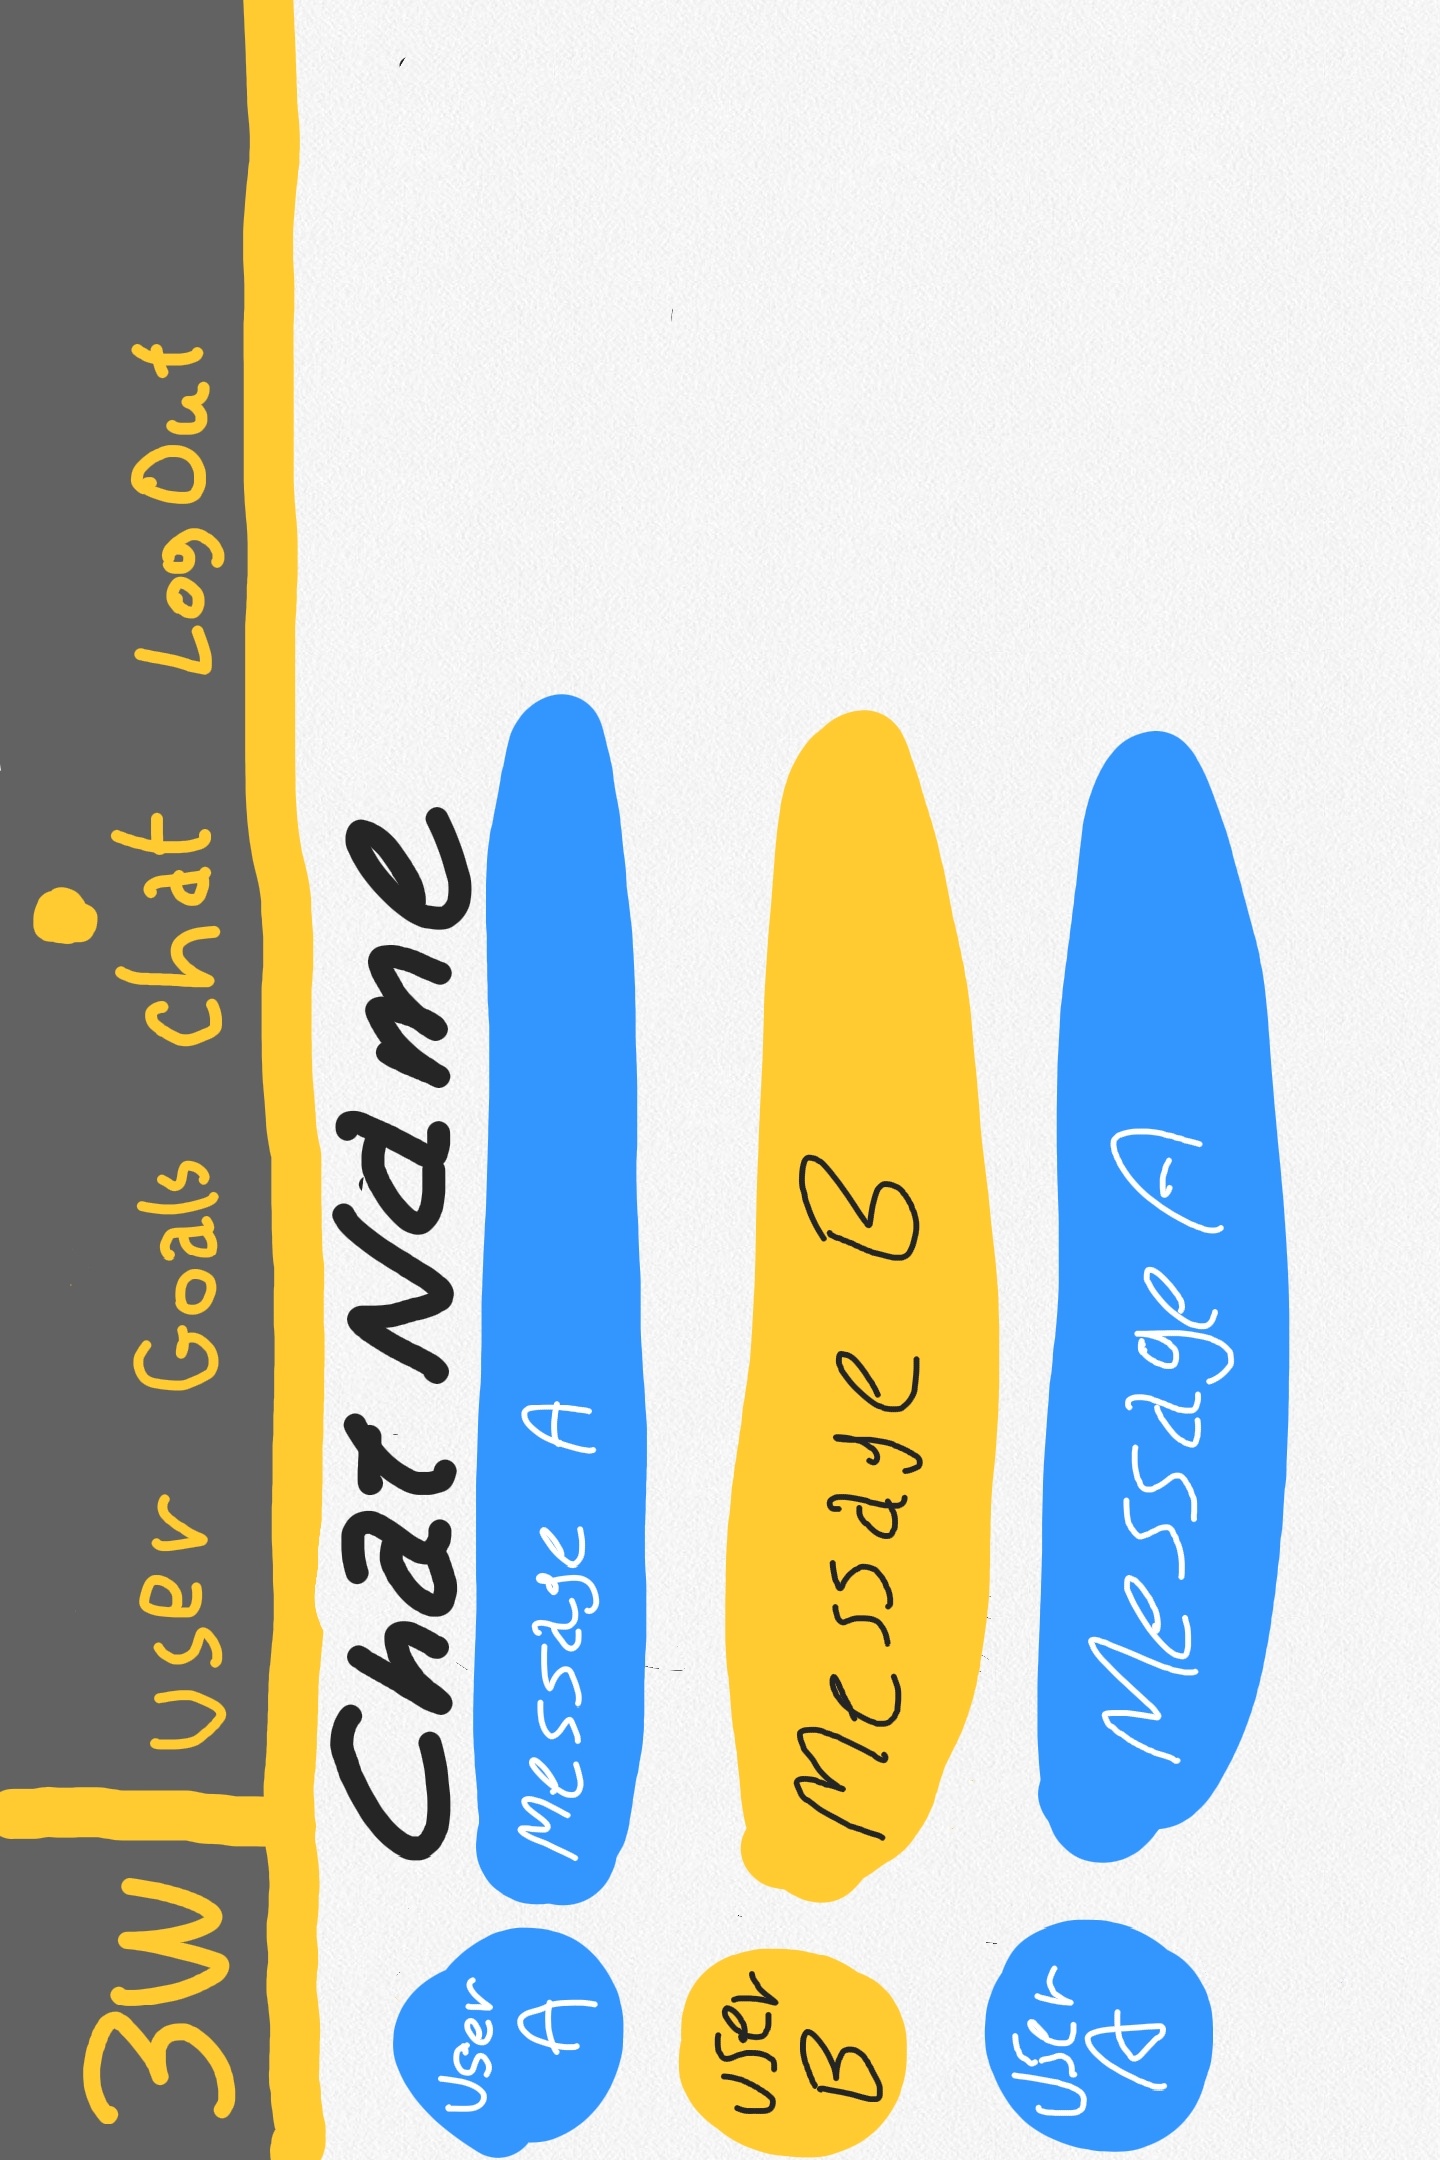 3W User Goals Chat LogOut
Chat Name
User
A
Message A
User
B
Message B
User
A
Message A